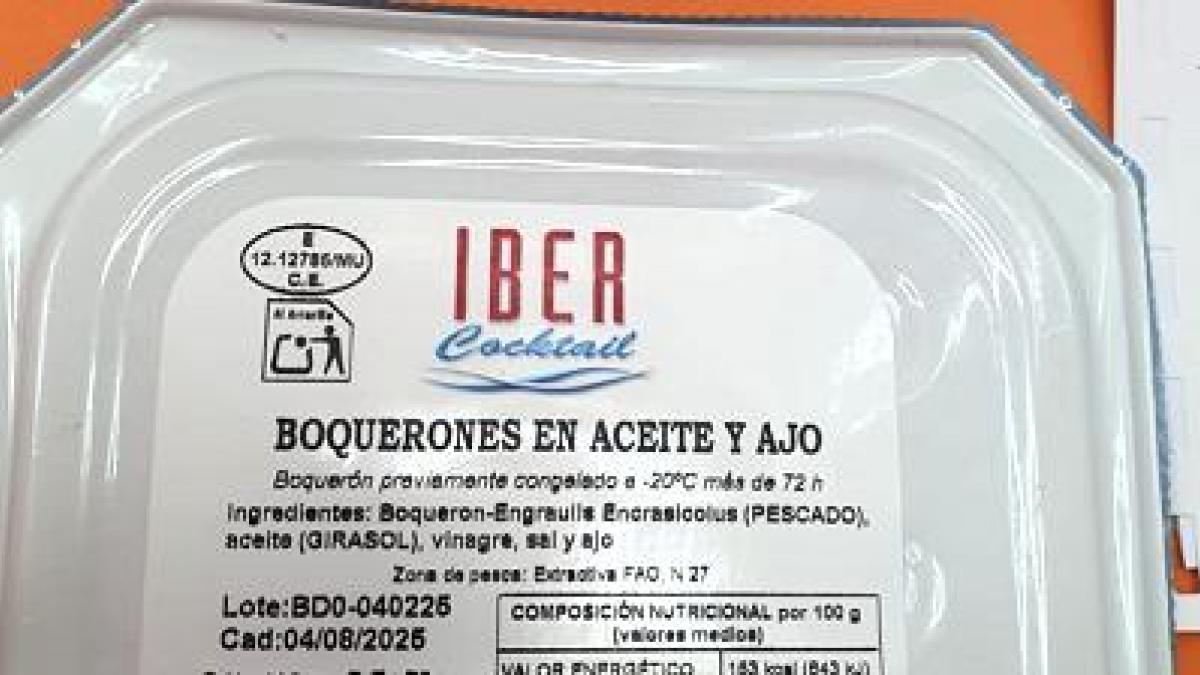 E
12.12786/MU
C.E.
Al Amarillo
IBER
Cocktail
BOQUERONES EN ACEITE Y AJO
Boquerón previamente congelado a -20ºC más de 72 h
Ingredientes: Boqueron-Engraulis Encrasicolus (PESCADO),
aceite (GIRASOL), vinagre, sal y ajo
Zona de pesca: Extractiva FAO, N 27
Lote:BD0-040225
Cad:04/08/2025
COMPOSICIÓN NUTRICIONAL por 100 g
(valores medios)
VALOR ENERGÉTICO